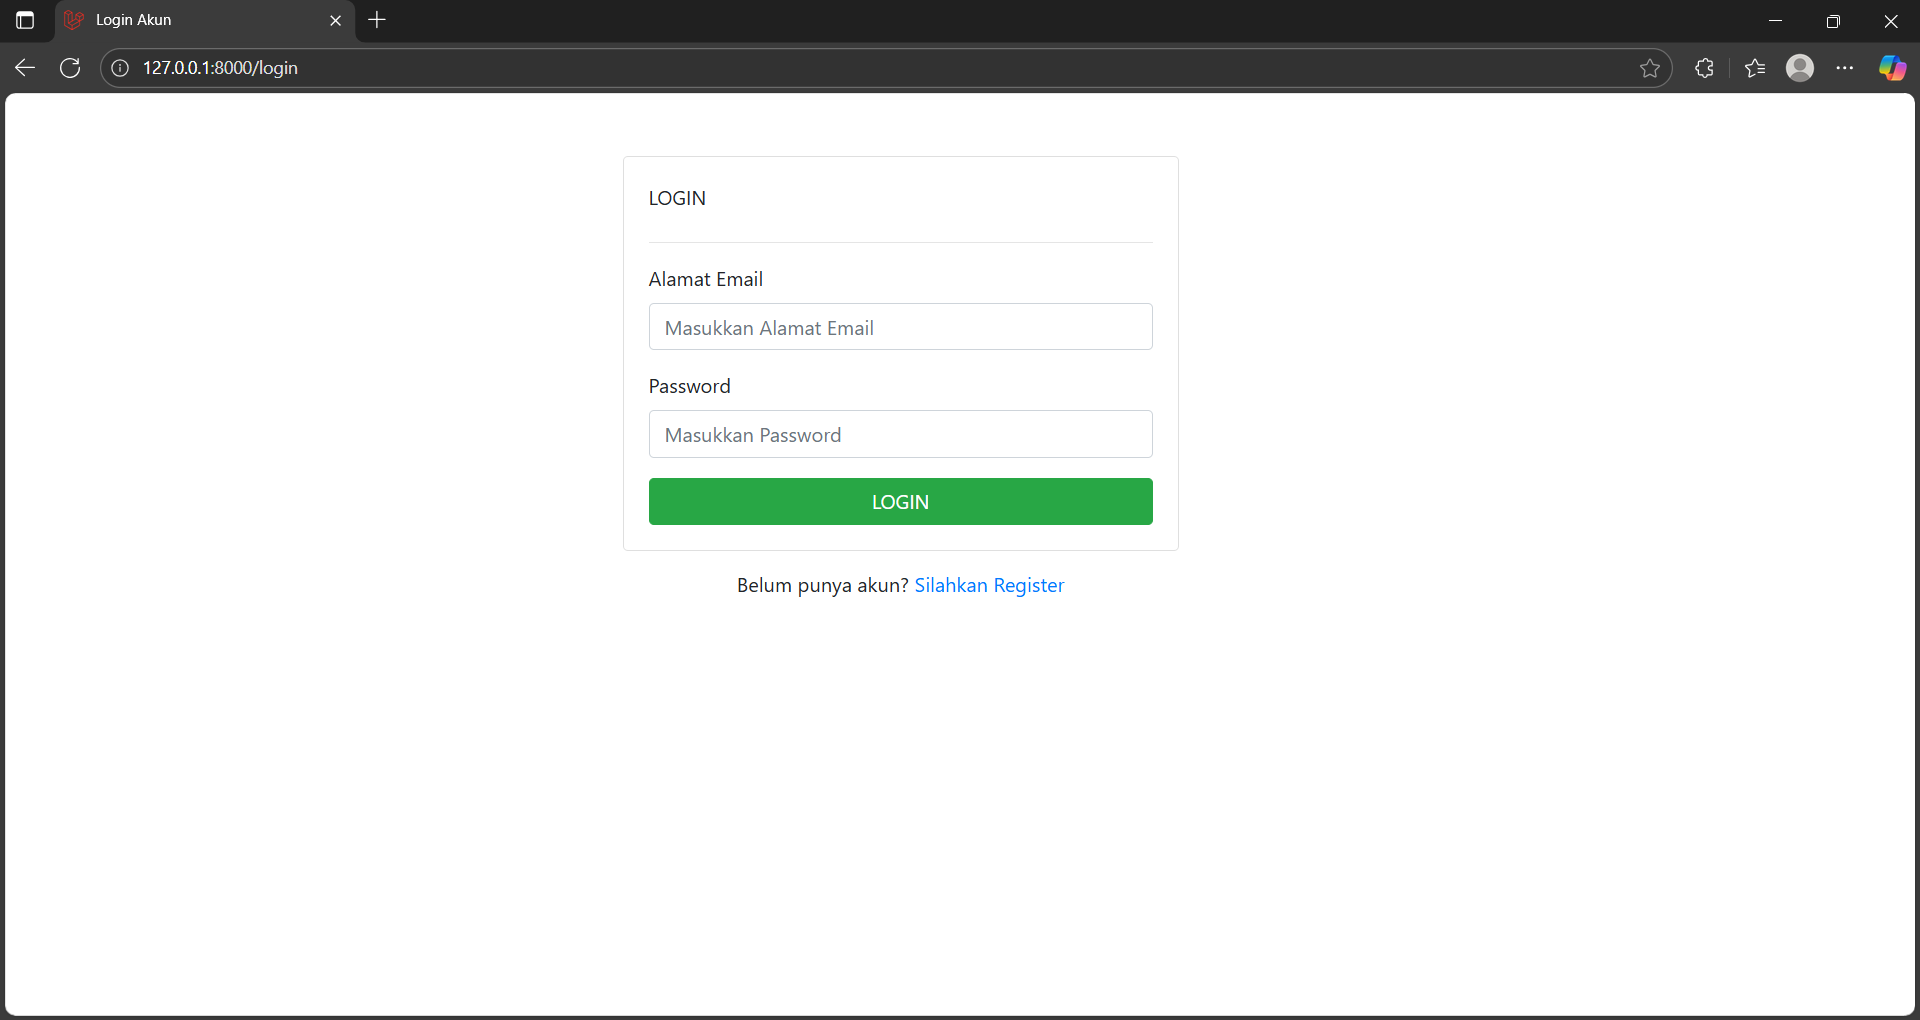 Login Akun
127.0.0.1:8000/login
LOGIN
Alamat Email
Masukkan Alamat Email
Password
Masukkan Password
LOGIN
Belum punya akun? Silahkan Register